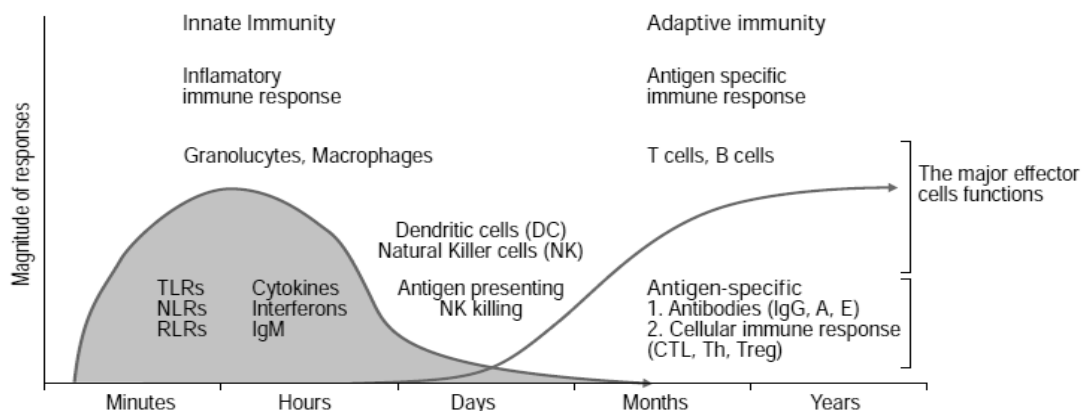 Innate Immunity
Adaptive immunity
Inflamatory
immune response
Antigen specific
immune response
Granolucytes, Macrophages
T cells, B cells
The major effector
cells functions
Magnitude of responses
Dendritic cells (DC)
Natural Killer cells (NK)
TLRs
NLRs
RLRs
Cytokines
Interferons
IgM
Antigen presenting
NK killing
Antigen-specific
1. Antibodies (IgG, A, E)
2. Cellular immune response
(CTL, Th, Treg)
Minutes
Hours
Days
Months
Years